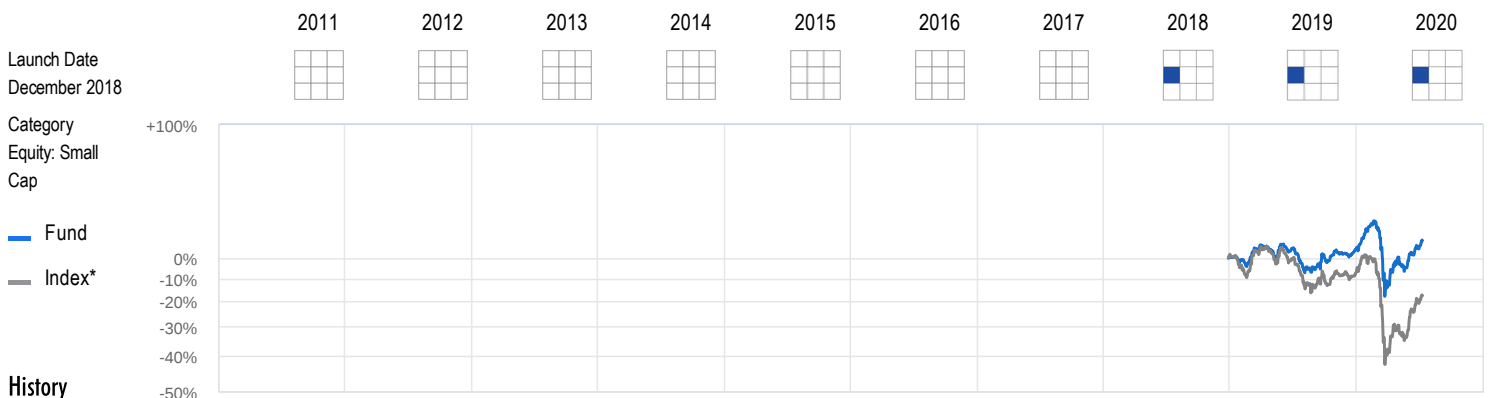 2011 2012 2013 2014 2015 2016 2017 2018 2019 2020
Launch Date
December 2018
Category
Equity: Small
Cap
+100%
Fund
Index*
0%
-10%
-20%
-30%
-40%
-50%
History